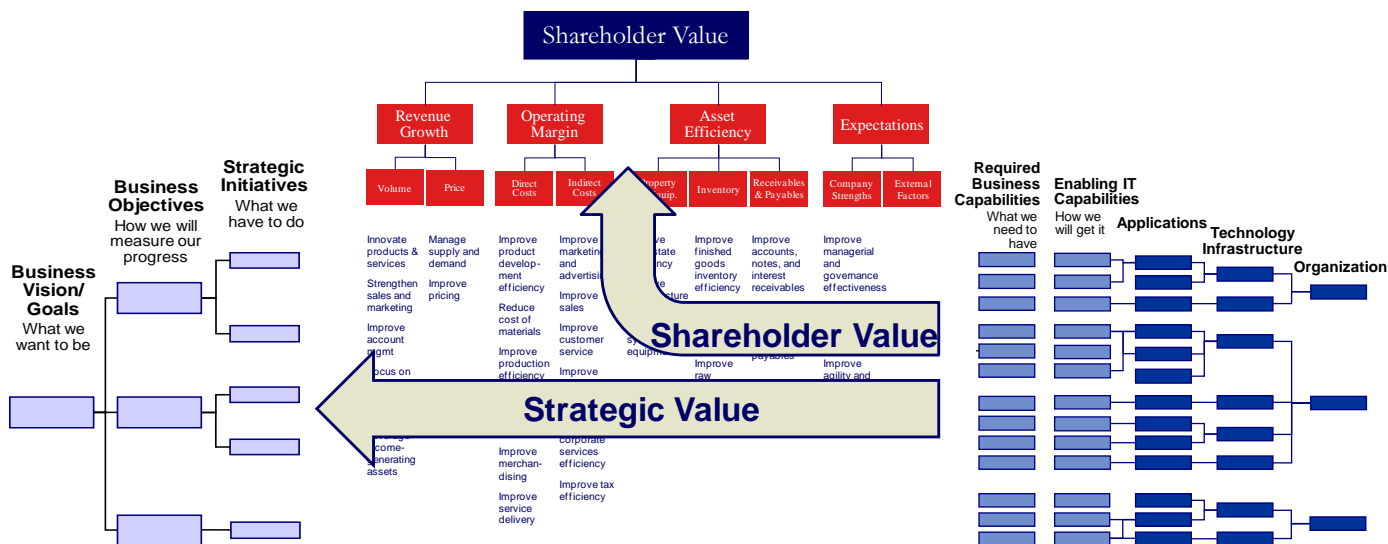 Shareholder Value
Revenue
Growth
Operating
Margin
Asset
Efficiency
Expectations
Volume
Price
Direct
Costs
Indirect
Costs
Property
Equip.
Inventory
Receivables
& Payables
Company
Strengths
External
Factors
Business
Vision/
Goals
What we
want to be
Business
Objectives
How we will
measure our
progress
Strategic
Initiatives
What we
have to do
Innovate
products &
services
Strengthen
sales and
marketing
Improve
account
mgmt
on
assets
Manage
supply and
demand
Improve
pricing
Improve
product
develop-
ment
efficiency
Reduce
cost of
materials
Improve
production
efficiency
Improve
merchan-
dising
Improve
service
delivery
Improve
marketing
and
Improve
sales
Improve
customer
service
Improve
corporate
services
efficiency
Improve tax
efficiency
Improve
finished
goods
inventory
efficiency
Improve
raw
Improve
accounts,
notes, and
interest
receivables
Improve
managerial
and
governance
effectiveness
Improve
agility and
Shareholder Value
Strategic Value
Required
Business
Capabilities
What we
need to
have
Enabling IT
Capabilities
How we
will get it
Applications
Technology
Infrastructure
Organization